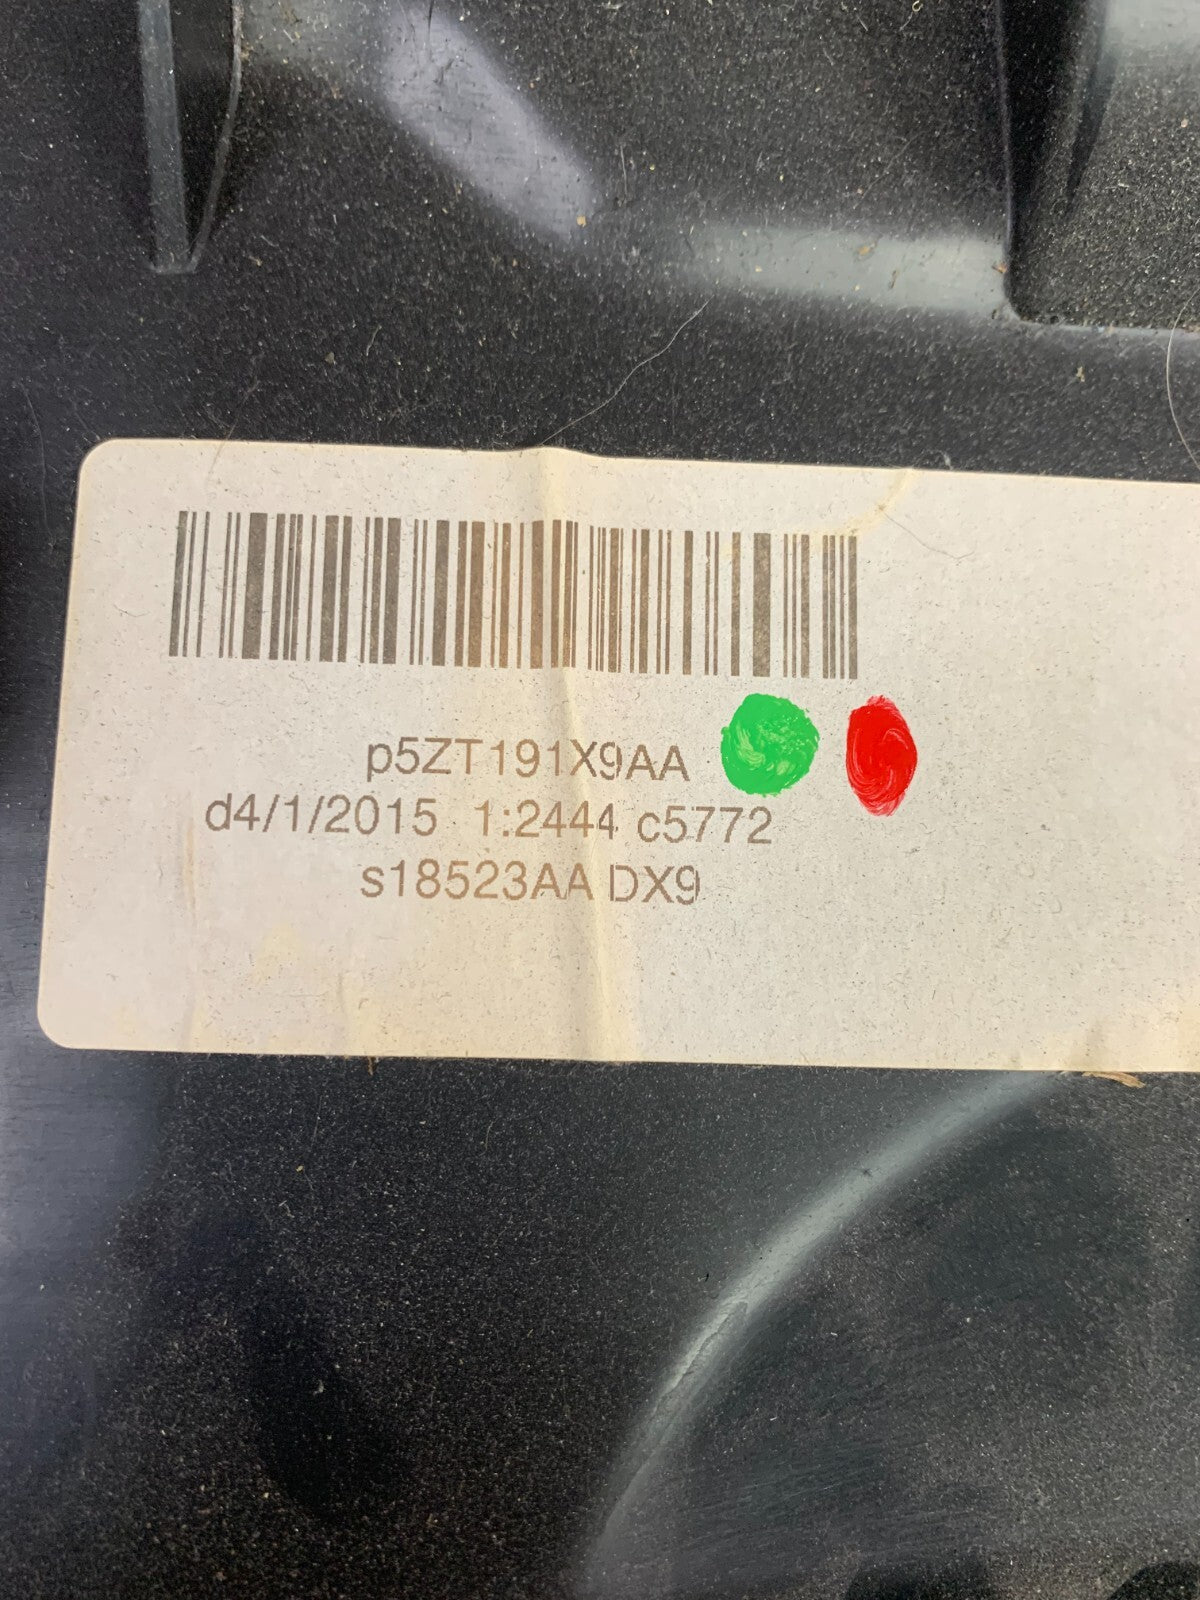 p5ZT191X9AA
d4/1/2015 1:2444 c5772
s18523AA DX9